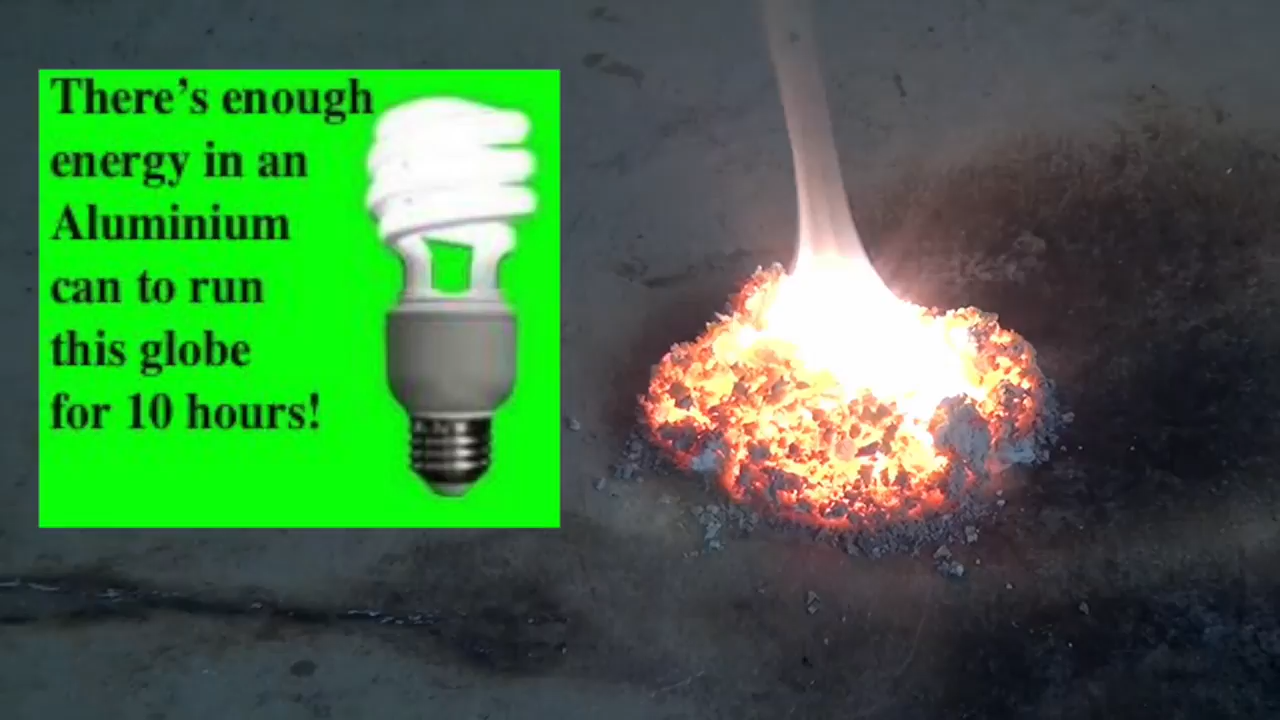 There's enough
energy in an
Aluminium
can to run
this globe
for 10 hours!